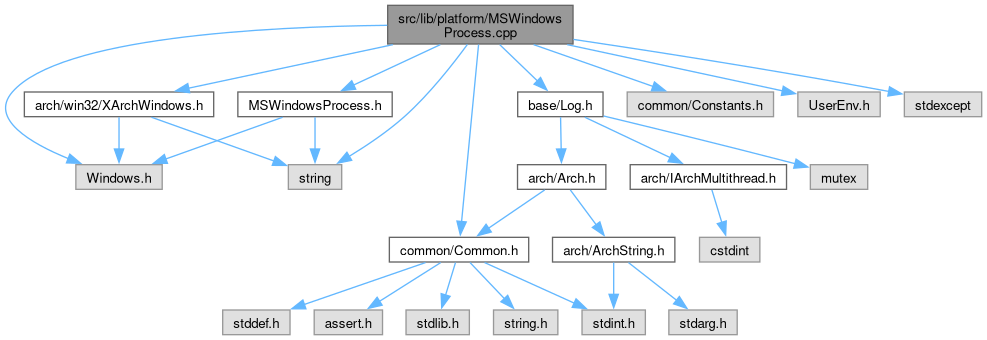 src/lib/platform/MSWindows
Process.cpp
arch/win32/XArchWindows.h
MSWindowsProcess.h
base/Log.h
common/Constants.h
UserEnv.h
stdexcept
Windows.h
string
arch/Arch.h
arch/IArchMultithread.h
mutex
common/Common.h
arch/ArchString.h
cstdint
stddef.h
assert.h
stdlib.h
string.h
stdint.h
stdarg.h